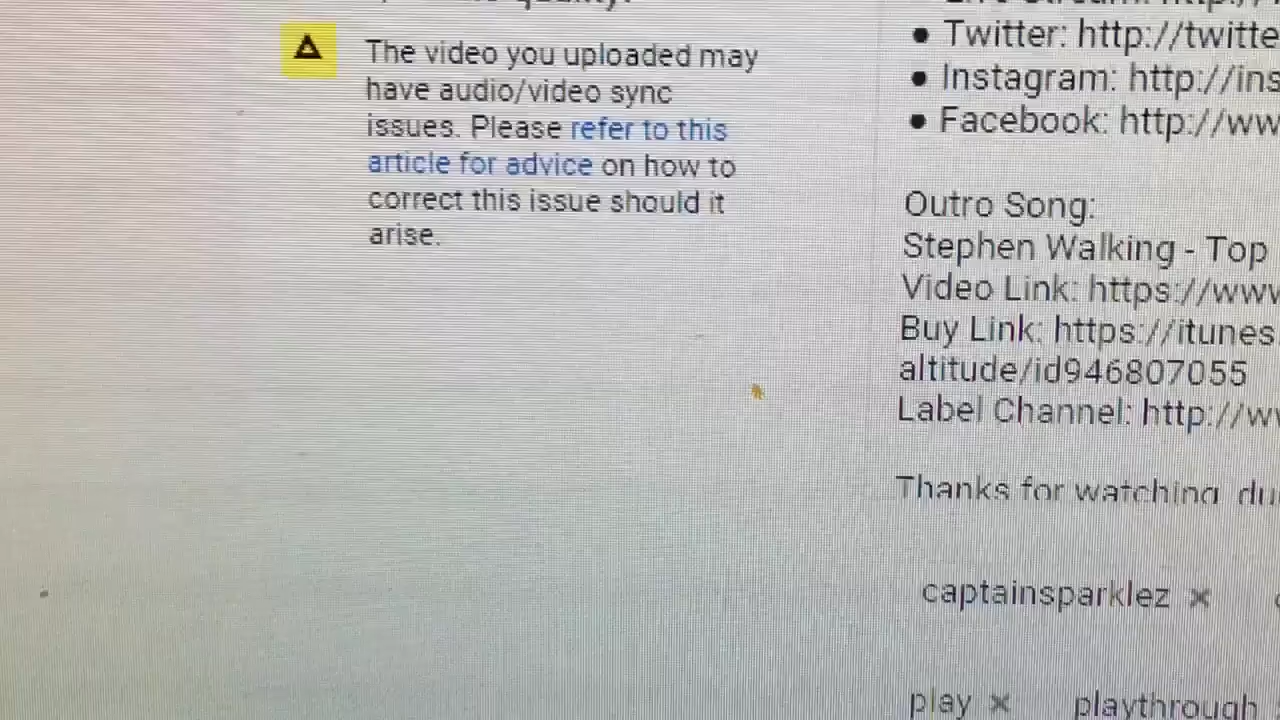 The video you uploaded may
have audio/video sync
issues. Please refer to this
article for advice on how to
correct this issue should it
arise.
● Twitter: http://twitte
● Instagram: http://ins
● Facebook: http://ww
Outro Song:
Stephen Walking - Top
Video Link: https://www
Buy Link: https://itunes.
altitude/id946807055
Label Channel: http://ww
Thanks for watching
captainsparklez ×
play ×
playthrough